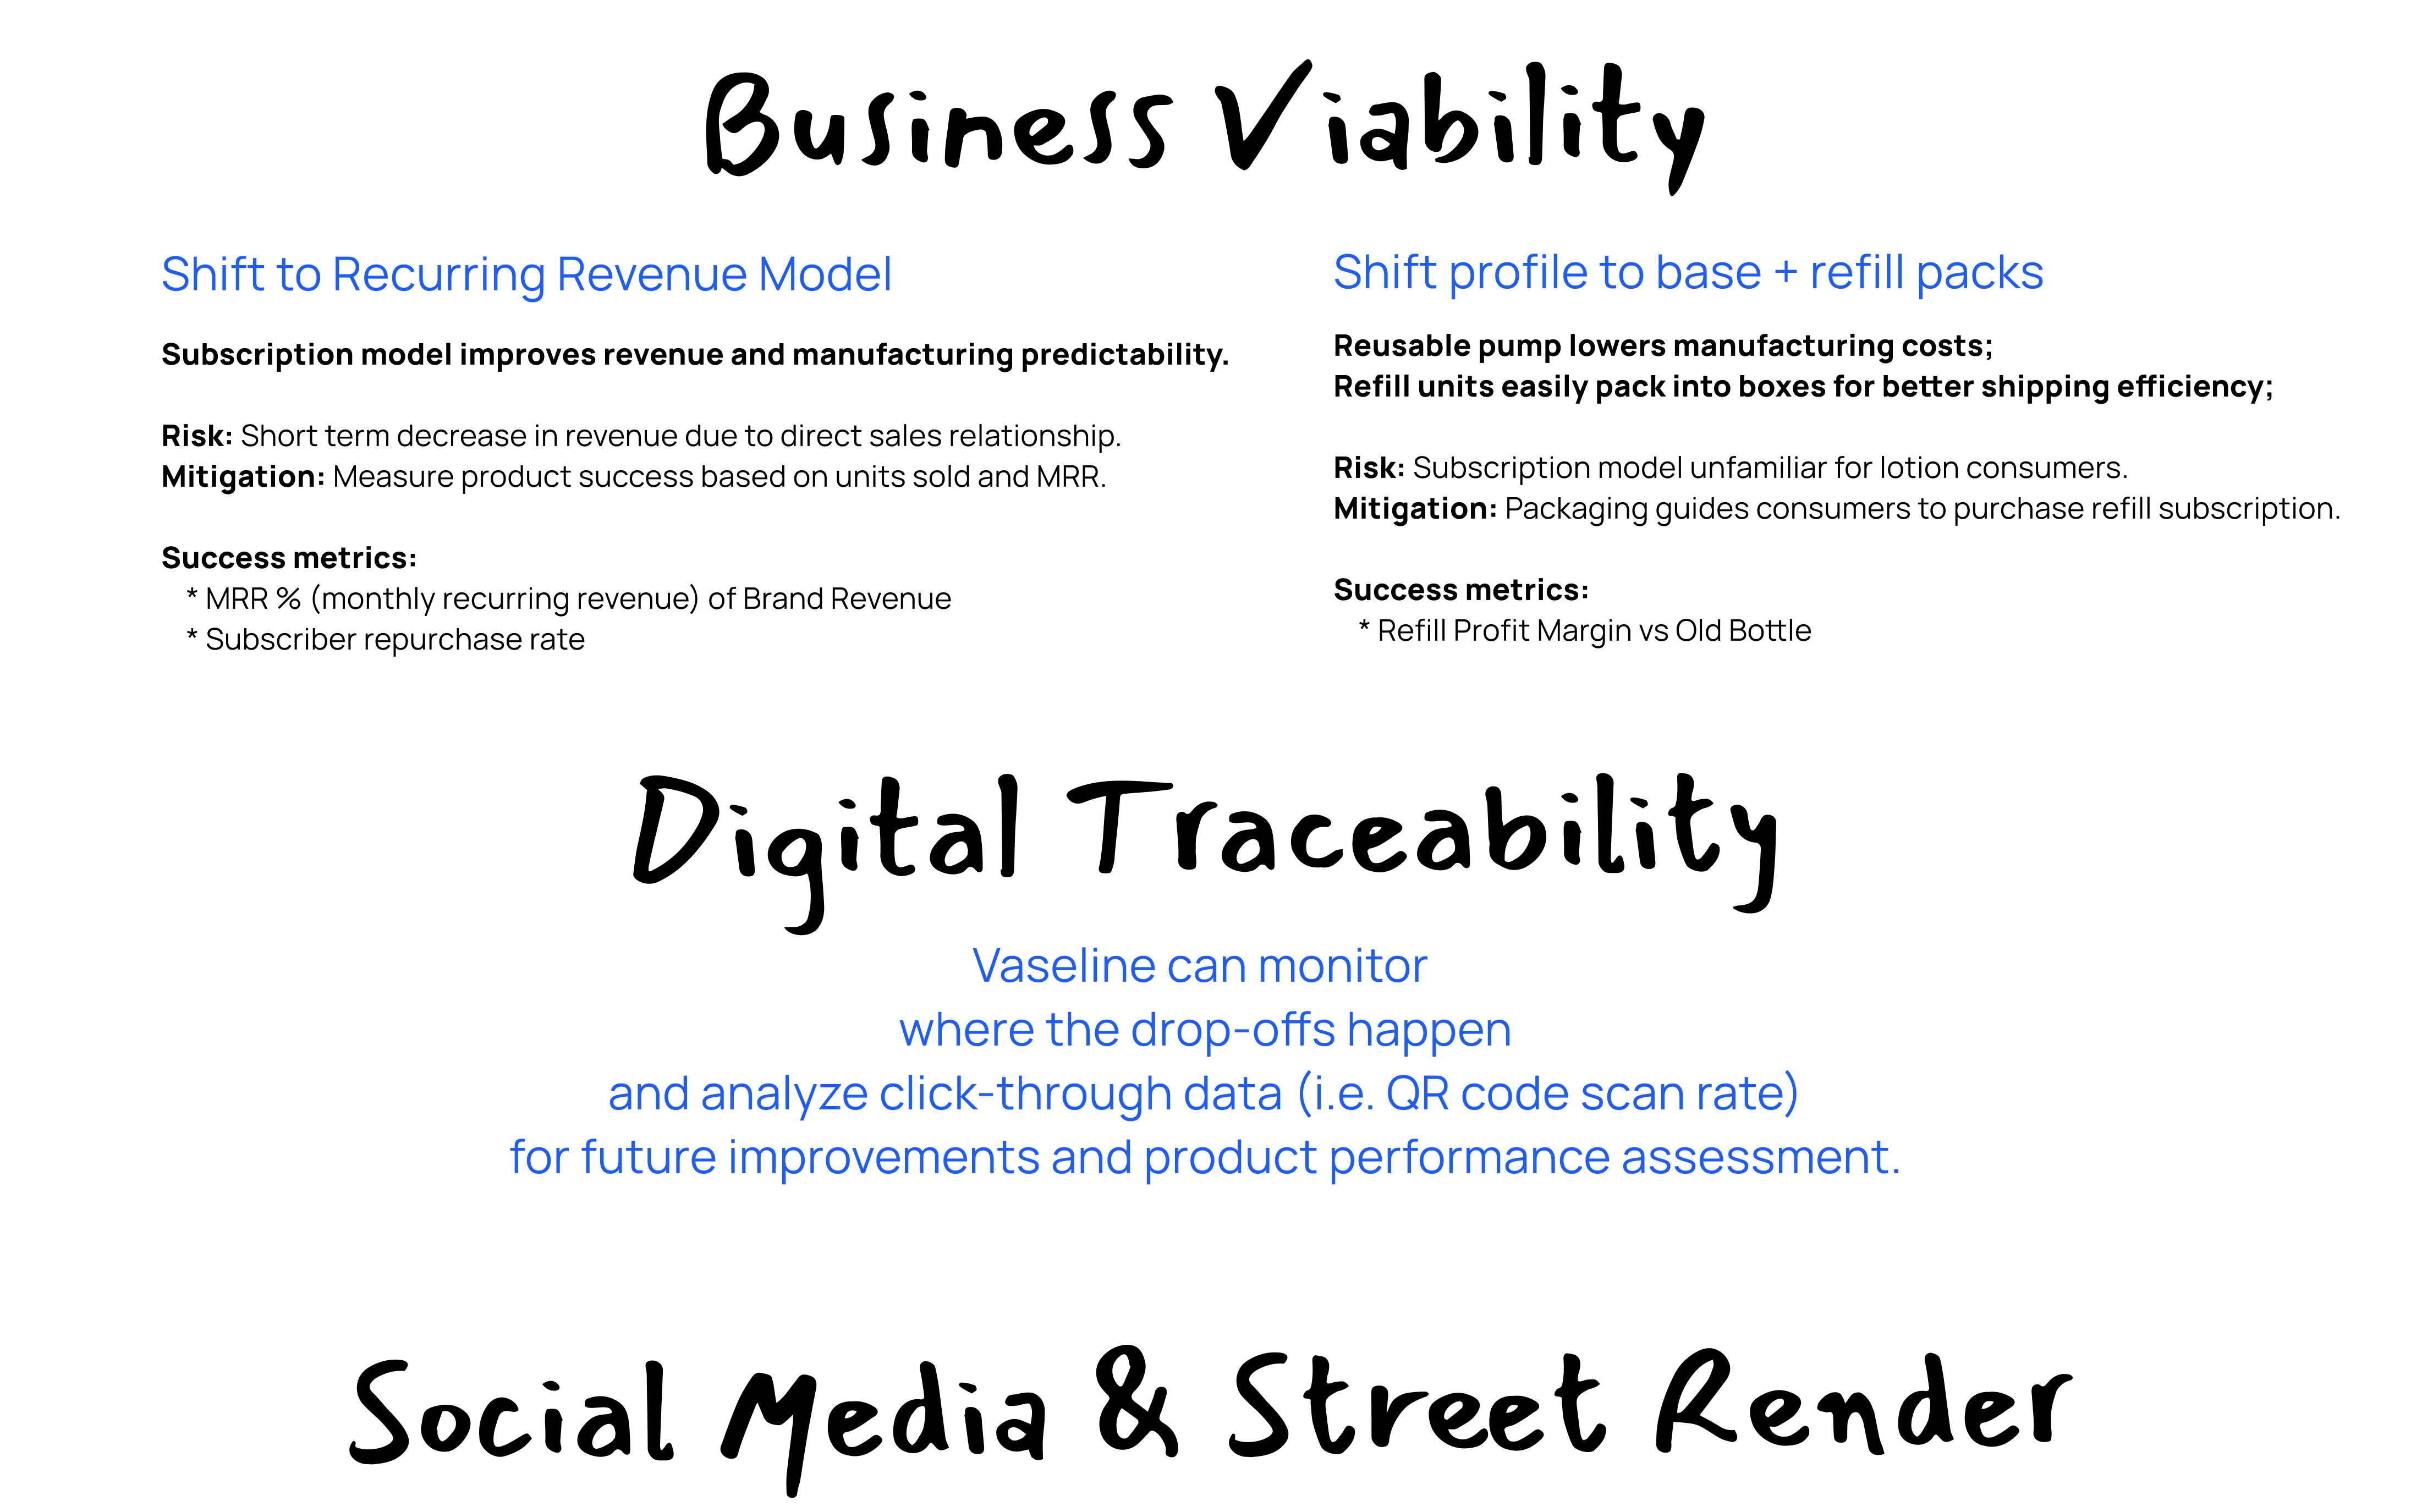 Business Viability
Shift to Recurring Revenue Model
Subscription model improves revenue and manufacturing predictability.
Risk: Short term decrease in revenue due to direct sales relationship.
Mitigation: Measure product success based on units sold and MRR.
Success metrics:
* MRR % (monthly recurring revenue) of Brand Revenue
* Subscriber repurchase rate
Shift profile to base + refill packs
Reusable pump lowers manufacturing costs;
Refill units easily pack into boxes for better shipping efficiency;
Risk: Subscription model unfamiliar for lotion consumers.
Mitigation: Packaging guides consumers to purchase refill subscription.
Success metrics:
* Refill Profit Margin vs Old Bottle
Digital Traceability
Vaseline can monitor
where the drop-offs happen
and analyze click-through data (i.e. QR code scan rate)
for future improvements and product performance assessment.
Social Media & Street Render